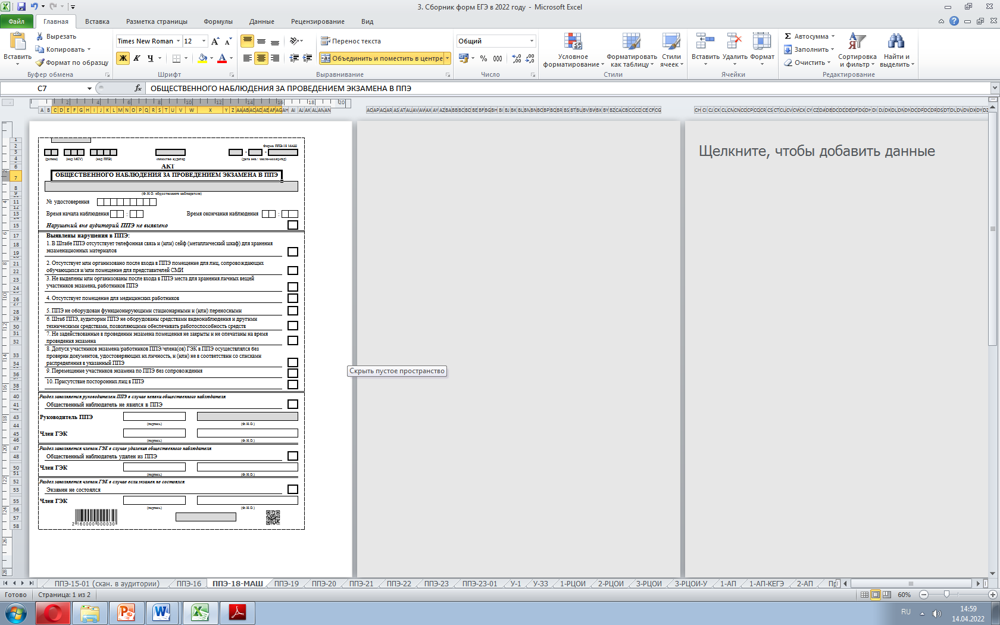 3. Сборник форм ЕГЭ в 2022 году - Microsoft Excel
Файл Главная Вставка Разметка страницы Формулы Данные Рецензирование Вид
Вставить
Вырезать
Копировать
Формат по образцу
Буфер обмена
Times New Roman 12
Ж К Ч
Шрифт
Перенос текста
Объединить и поместить в центре
Выравнивание
Общий
% 000
Число
Условное форматирование
Форматировать как таблицу
Стили ячеек
Стили
Вставить Удалить Формат
Ячейки
Σ Автосумма
Заполнить
Очистить
Сортировка и фильтр
Найти и выделить
Редактирование
C7
fx
ОБЩЕСТВЕННОГО НАБЛЮДЕНИЯ ЗА ПРОВЕДЕНИЕМ ЭКЗАМЕНА В ППЭ
Форма ППЭ-18 МАШ
(регион) (код МСУ) (код ППЭ)
АКТ
ОБЩЕСТВЕННОГО НАБЛЮДЕНИЯ ЗА ПРОВЕДЕНИЕМ ЭКЗАМЕНА В ППЭ
(Ф.И.О. общественного наблюдателя)
№ удостоверения
Время начала наблюдения : Время окончания наблюдения :
Нарушений вне аудиторий ППЭ не выявлено
Выявлены нарушения в ППЭ:
1. В Штабе ППЭ отсутствует телефонная связь и (или) сейф (металлический шкаф) для хранения
экзаменационных материалов
2. Отсутствует или организовано после входа в ППЭ помещение для лиц, сопровождающих
обучающихся и/или помещение для представителей СМИ
3. Не выделены или организованы после входа в ППЭ места для хранения личных вещей
участников экзамена, работников ППЭ
4. Отсутствует помещение для медицинских работников
5. ППЭ не оборудован функционирующими стационарными и (или) переносными
6. Штаб ППЭ, аудитории ППЭ не оборудованы средствами видеонаблюдения и другими
техническими средствами, позволяющими обеспечивать работоспособность средств
7. Не задействованные в проведении экзамена помещения не закрыты и не опечатаны на время
проведения экзамена
8. Допуск участников экзамена/работников ППЭ/члена(ов) ГЭК в ППЭ осуществлялся без
проверки документов, удостоверяющих их личность, и (или) не в соответствии со списками
распределения в указанный ППЭ
9. Перемещение участников экзамена по ППЭ без сопровождения
10. Присутствие посторонних лиц в ППЭ
Раздел заполняется руководителем ППЭ в случае неявки общественного наблюдателя
Общественный наблюдатель не явился в ППЭ
Руководитель ППЭ
(подпись) (Ф.И.О.)
Член ГЭК
(подпись) (Ф.И.О.)
Раздел заполняется членом ГЭК в случае удаления общественного наблюдателя
Общественный наблюдатель удален из ППЭ
Член ГЭК
(подпись) (Ф.И.О.)
Раздел заполняется членом ГЭК в случае если экзамен не состоялся
Экзамен не состоялся
Член ГЭК
(подпись) (Ф.И.О.)
2 160000 000030
Скрыть пустое пространство
Щелкните, чтобы добавить данные
ППЭ-15-01 (скан. в аудитории) ППЭ-16 ППЭ-18-МАШ ППЭ-19 ППЭ-20 ППЭ-21 ППЭ-22 ППЭ-23 ППЭ-23-01 У-1 У-33 1-РЦОИ 2-РЦОИ 3-РЦОИ 3-РЦОИ-У 1-АП 1-АП-КЕГЭ 2-АП
Готово Страница: 1 из 2 60%
RU 14:59
14.04.2022